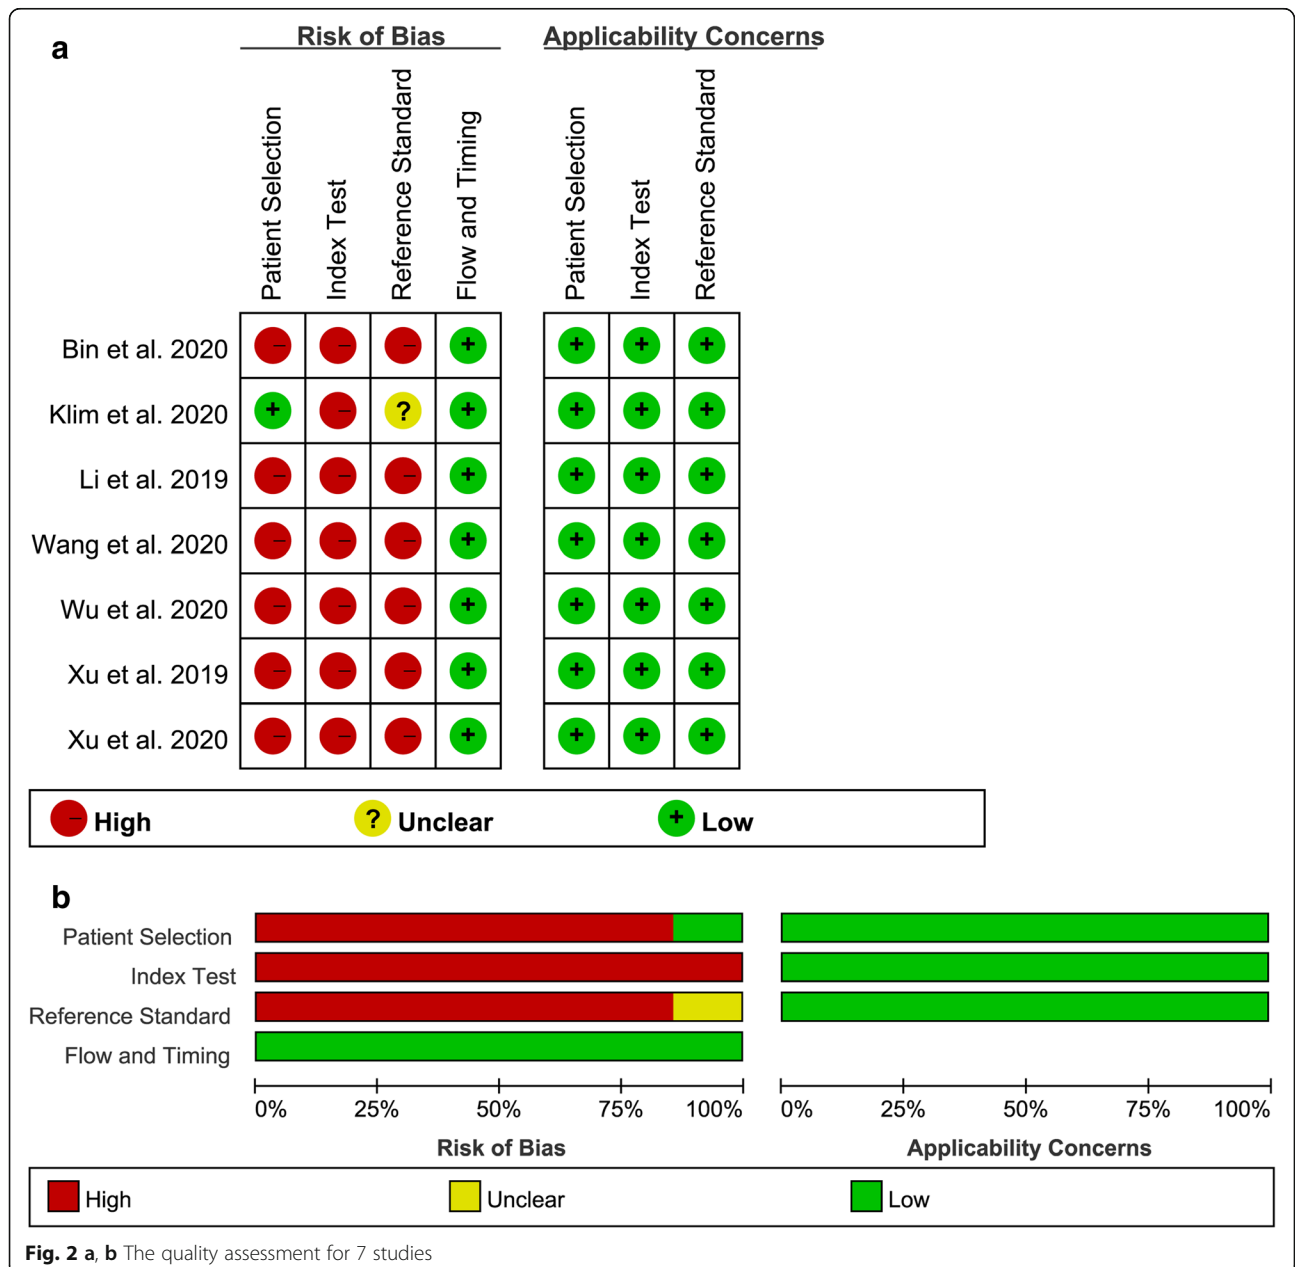 a
Risk of Bias
Applicability Concerns
Patient Selection
Index Test
Reference Standard
Flow and Timing
Patient Selection
Index Test
Reference Standard
Bin et al. 2020 – – – + + + +
Klim et al. 2020 + – ? + + + +
Li et al. 2019 – – – + + + +
Wang et al. 2020 – – – + + + +
Wu et al. 2020 – – – + + + +
Xu et al. 2019 – – – + + + +
Xu et al. 2020 – – – + + + +
– High ? Unclear + Low
b
Patient Selection
Index Test
Reference Standard
Flow and Timing
0% 25% 50% 75% 100% 0% 25% 50% 75% 100%
Risk of Bias Applicability Concerns
High Unclear Low
Fig. 2 a, b The quality assessment for 7 studies